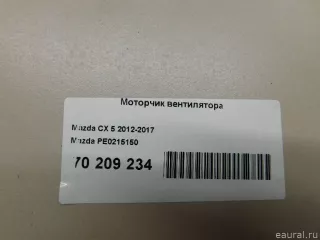 Моторчик вентилятора
Mazda CX 5 2012-2017
Mazda PE0215150
70 209 234
eaural.ru